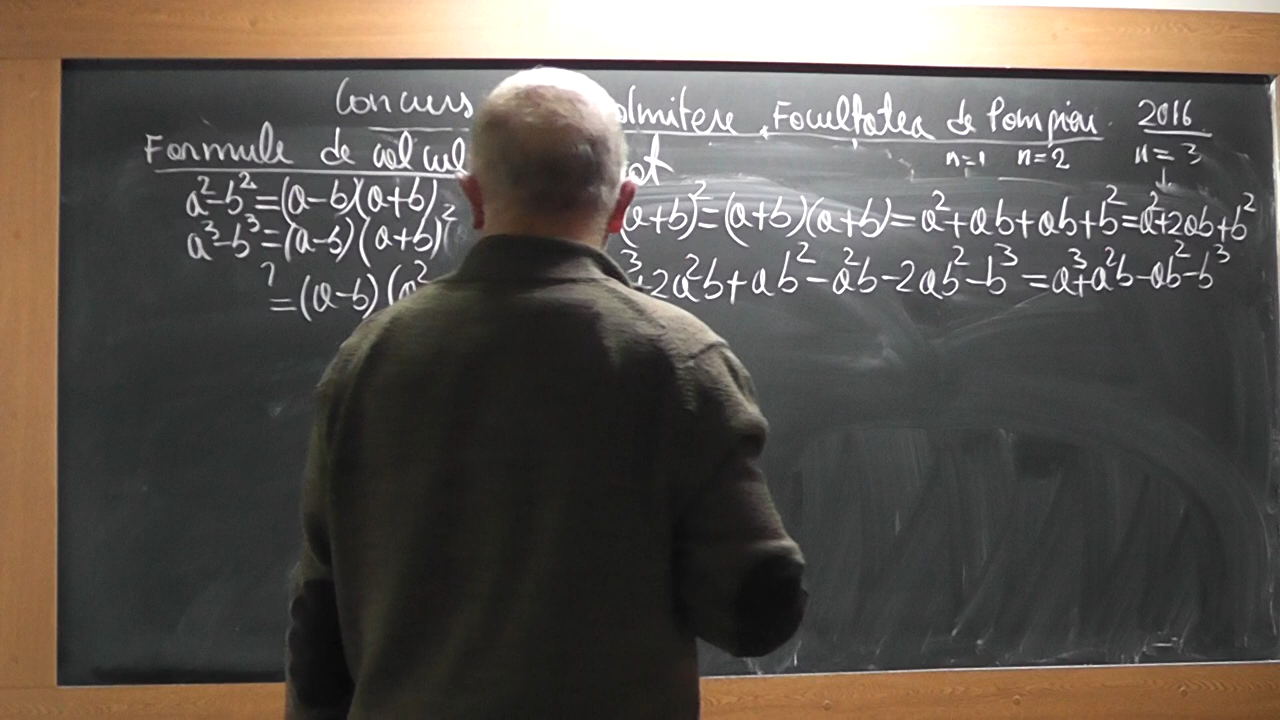 Concurs admitere, Facultatea de Pompieri 2016
Formule de calcul n=1 n=2 n=3
a²-b²=(a-b)(a+b) (a+b)²=(a+b)(a+b)=a²+ab+ab+b²=a²+2ab+b²
a³-b³=(a-b)(a+b)²
?=(a-b)(a² ³+2a²b+ab²-a²b-2ab²-b³=a³+a²b-ab²-b³